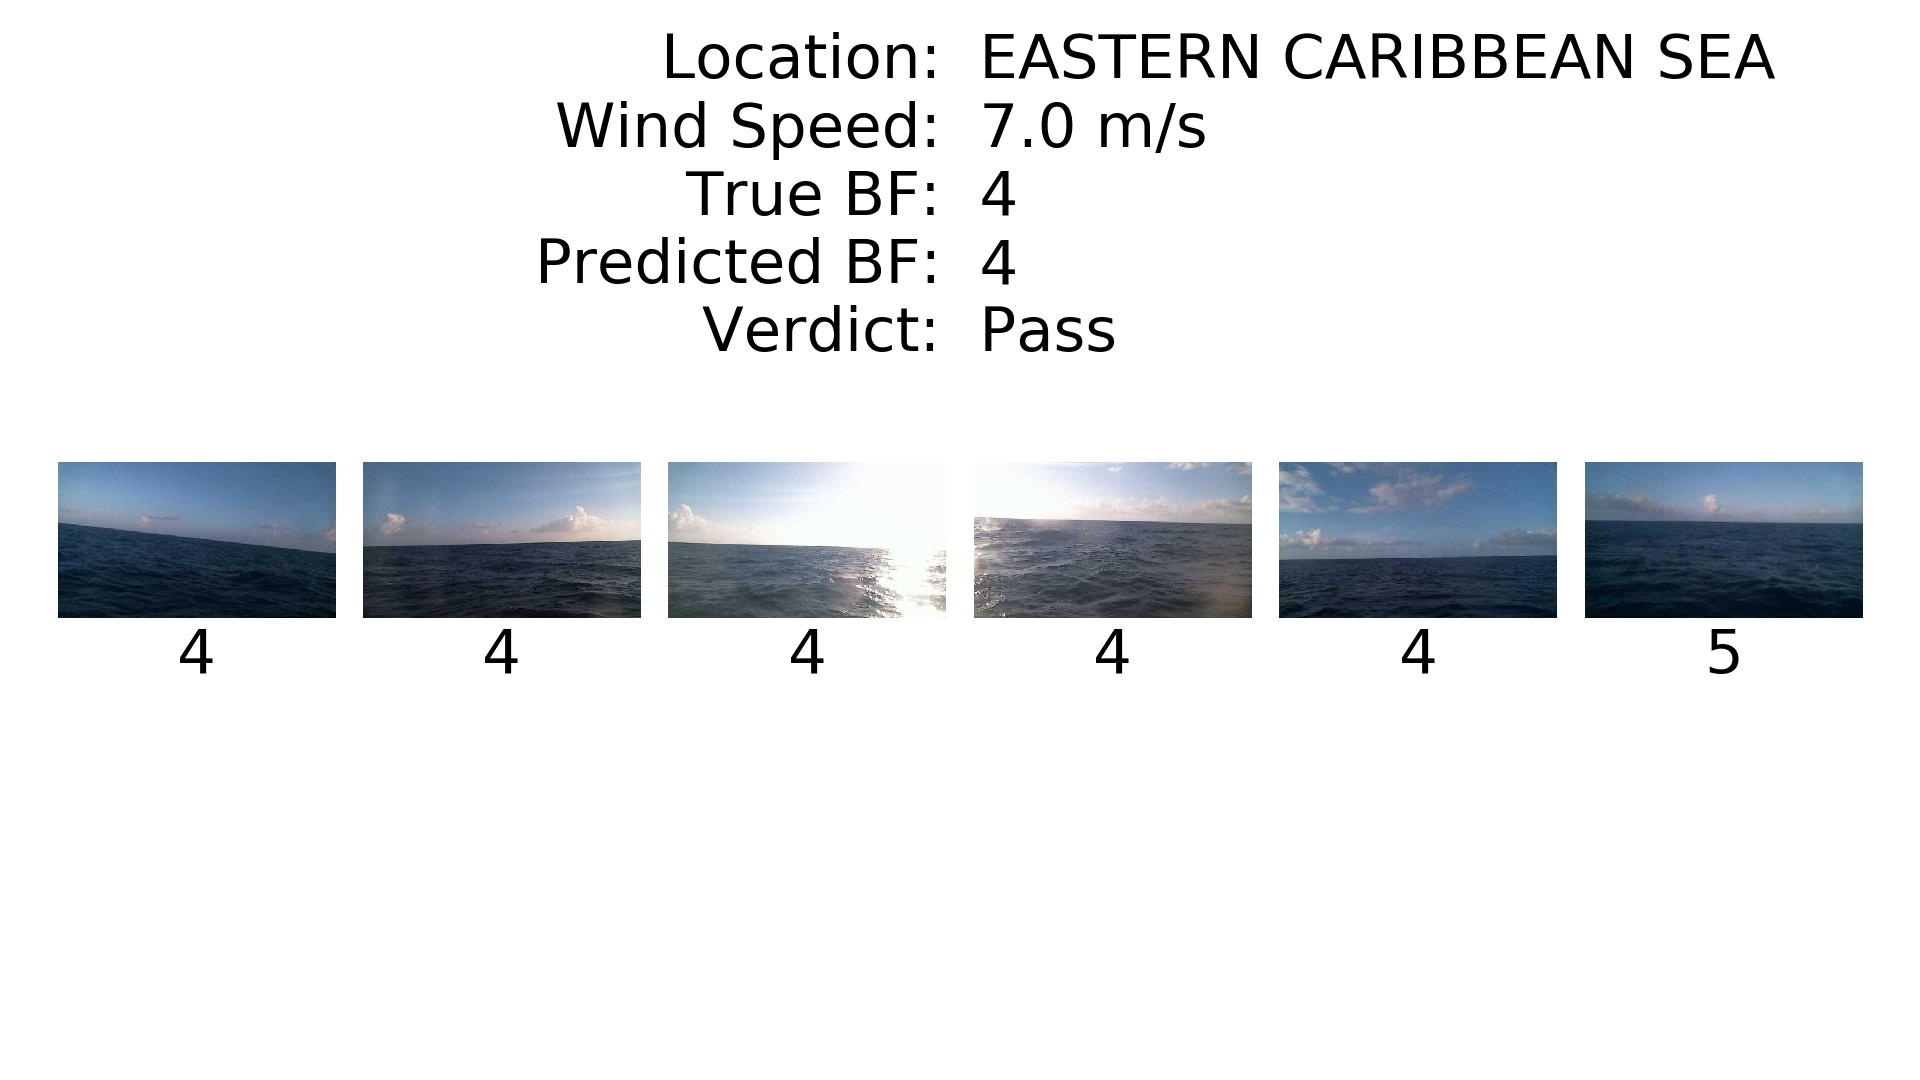 Location: EASTERN CARIBBEAN SEA
Wind Speed: 7.0 m/s
True BF: 4
Predicted BF: 4
Verdict: Pass
4 4 4 4 4 5